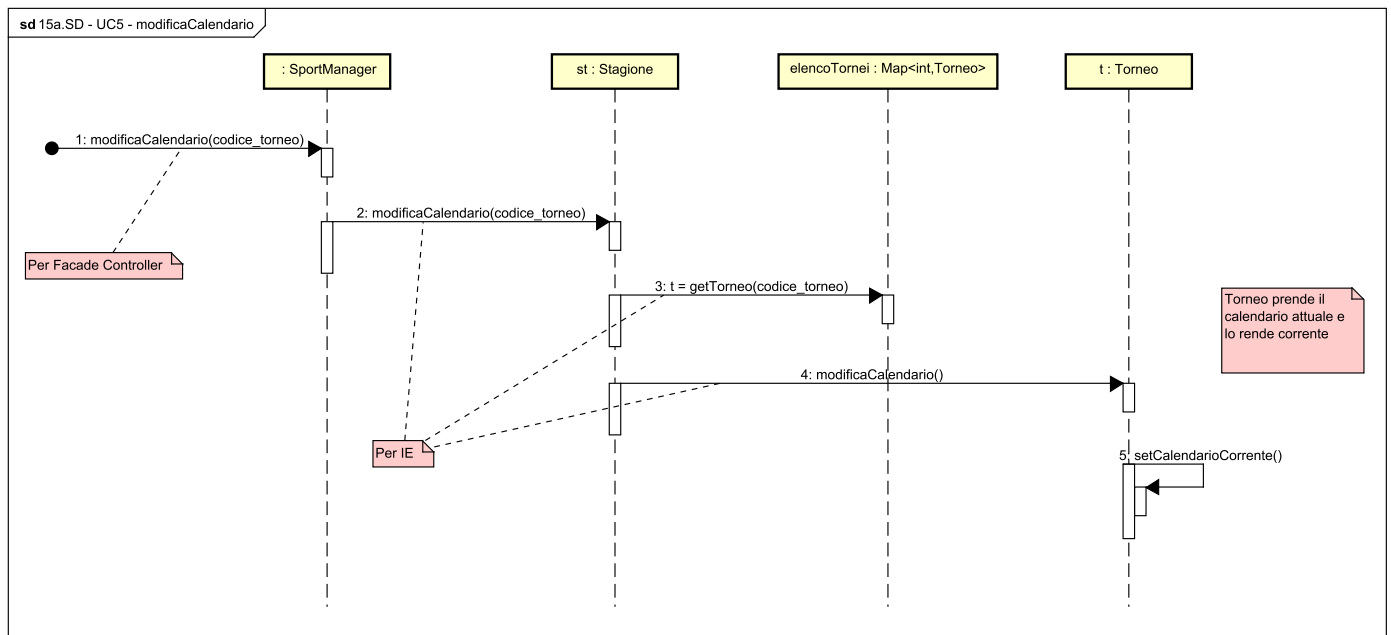 sd 15a.SD - UC5 - modificaCalendario
: SportManager
st : Stagione
elencoTornei : Map<int,Torneo>
t : Torneo
1: modificaCalendario(codice_torneo)
2: modificaCalendario(codice_torneo)
Per Facade Controller
3: t = getTorneo(codice_torneo)
Torneo prende il
calendario attuale e
lo rende corrente
4: modificaCalendario()
Per IE
5: setCalendarioCorrente()